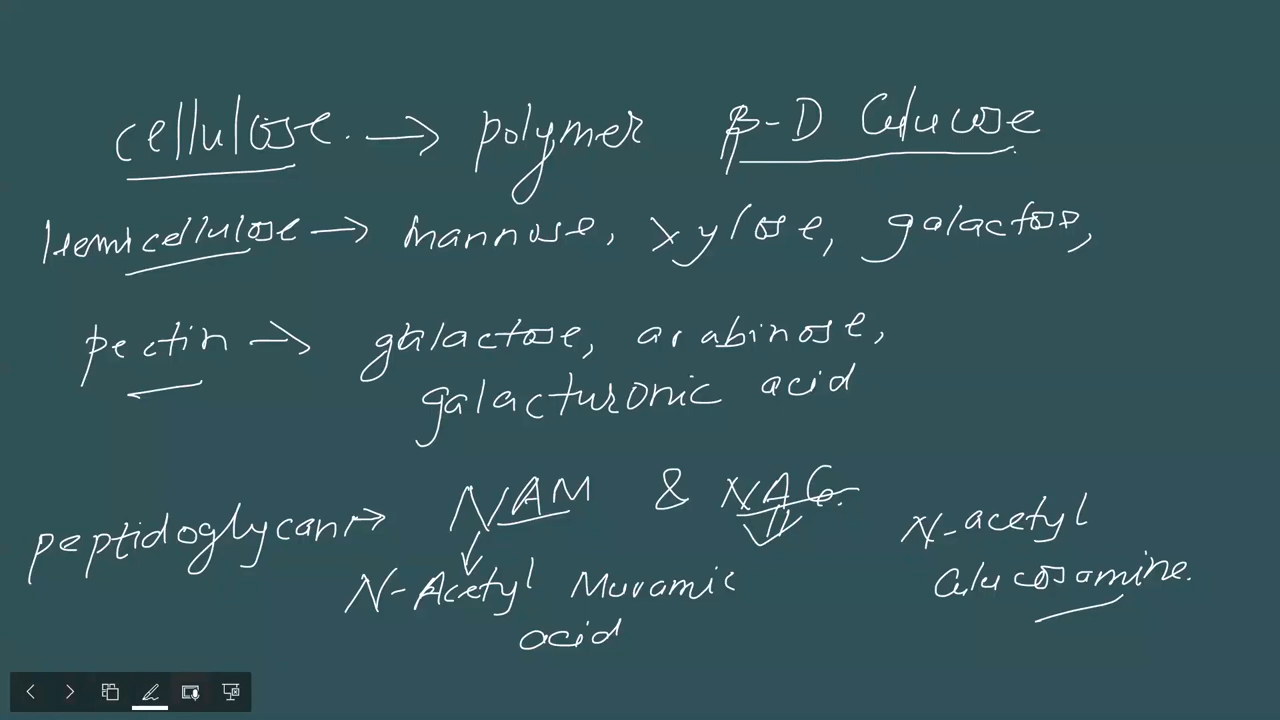 cellulose. → polymer β-D Glucose
Hemicellulose → mannose, xylose, galactose,
pectin → galactose, arabinose,
galacturonic acid
peptidoglycan → NAM & NAG.
N-acetyl
Glucosamine.
N-Acetyl Muramic
acid